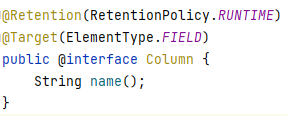 @Retention(RetentionPolicy.RUNTIME)
@Target(ElementType.FIELD)
public @interface Column {
    String name();
}